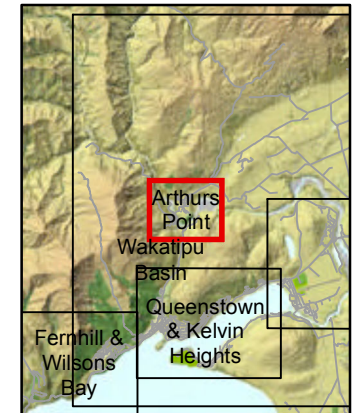 Arthurs
Point
Wakatipu
Basin
Queenstown
& Kelvin
Heights
Fernhill &
Wilsons
Bay